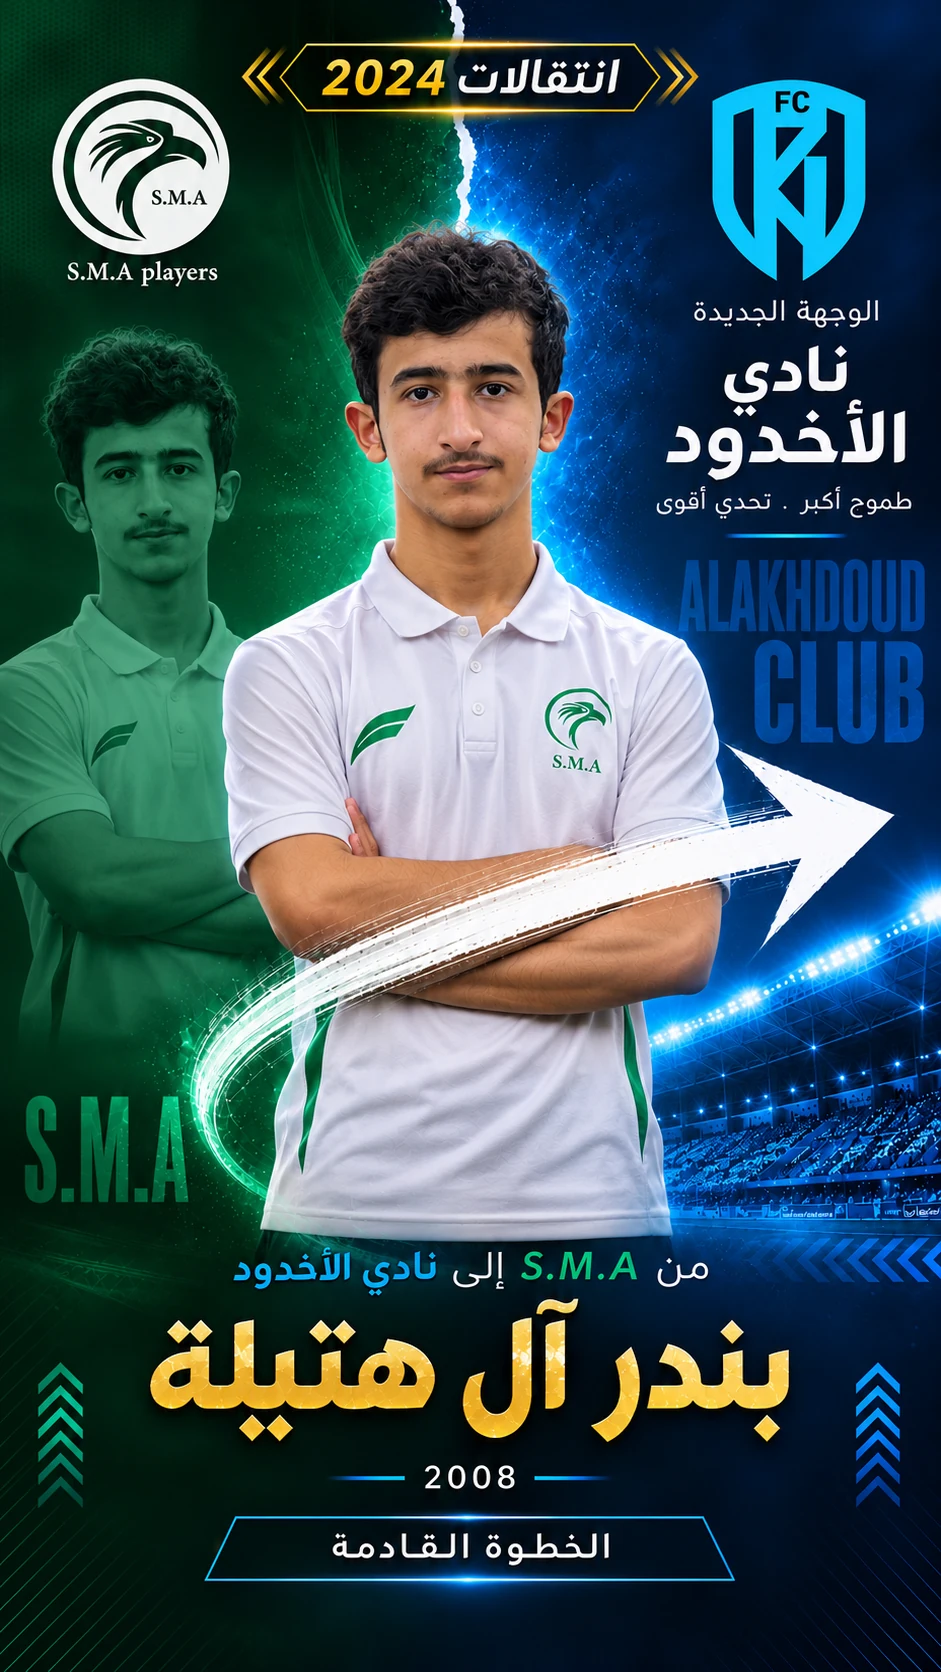 انتقالات 2024
S.M.A
S.M.A players
FC
الوجهة الجديدة
نادي
الأخدود
طموح أكبر . تحدي أقوى
ALAKHDOUD
CLUB
S.M.A
S.M.A
من S.M.A إلى نادي الأخدود
بندر آل هتيلة
2008
الخطوة القادمة